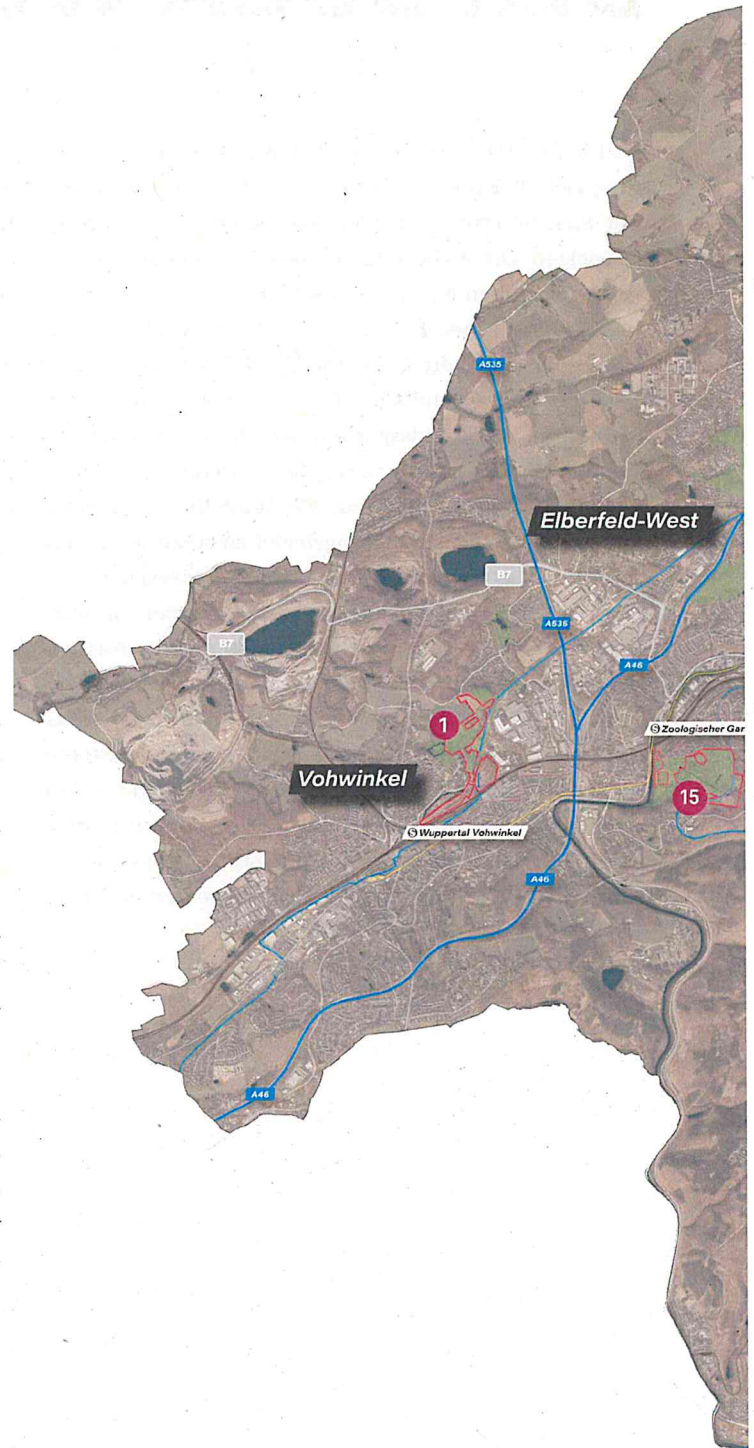 A535
Elberfeld-West
B7
A535
B7
A46
1
Zoologischer Gar
Vohwinkel
15
S Wuppertal Vohwinkel
A46
A46